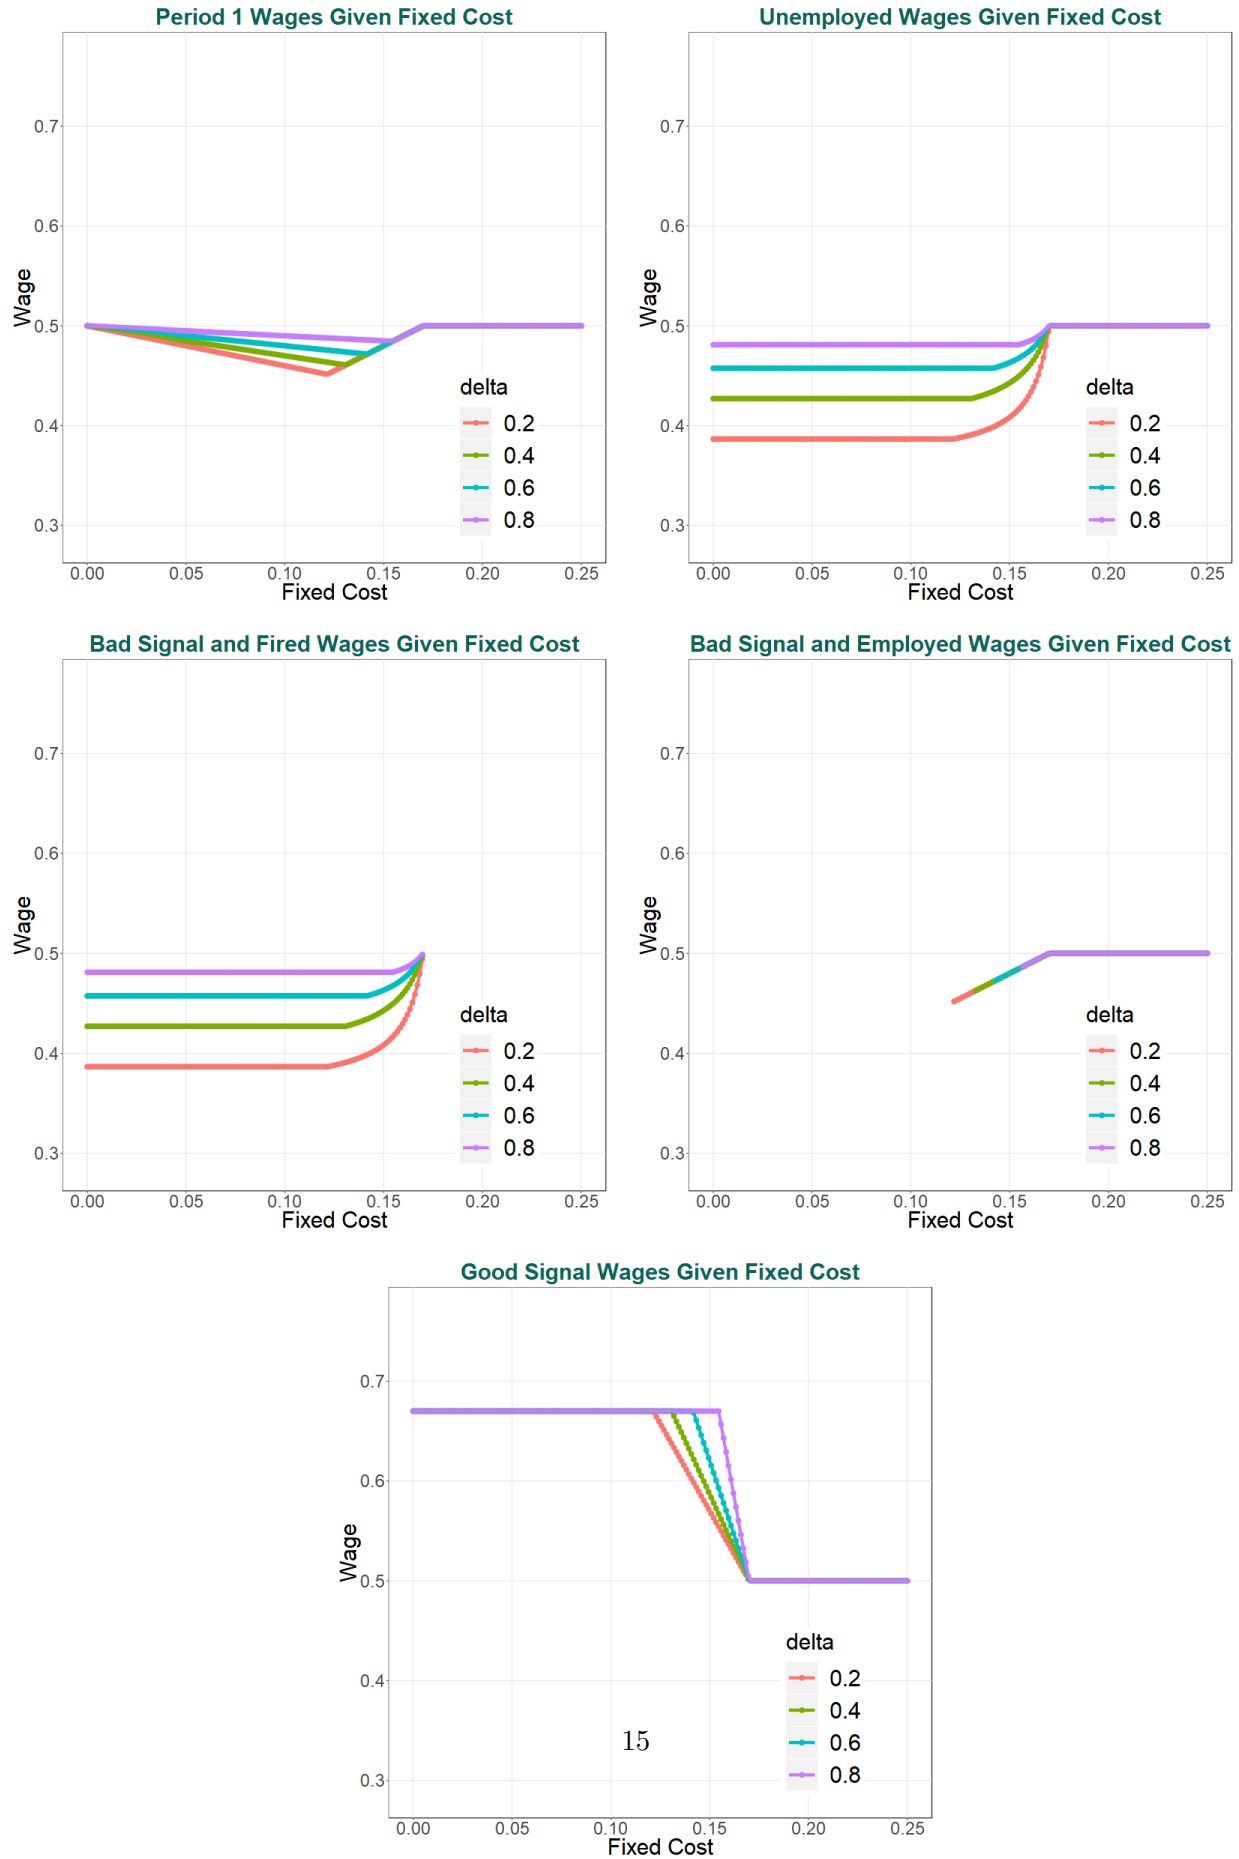 Period 1 Wages Given Fixed Cost
Wage
0.7
0.6
0.5
0.4
0.3
delta
0.2
0.4
0.6
0.8
0.00 0.05 0.10 0.15 0.20 0.25
Fixed Cost
Unemployed Wages Given Fixed Cost
Wage
0.7
0.6
0.5
0.4
0.3
delta
0.2
0.4
0.6
0.8
0.00 0.05 0.10 0.15 0.20 0.25
Fixed Cost
Bad Signal and Fired Wages Given Fixed Cost
Wage
0.7
0.6
0.5
0.4
0.3
delta
0.2
0.4
0.6
0.8
0.00 0.05 0.10 0.15 0.20 0.25
Fixed Cost
Bad Signal and Employed Wages Given Fixed Cost
Wage
0.7
0.6
0.5
0.4
0.3
delta
0.2
0.4
0.6
0.8
0.00 0.05 0.10 0.15 0.20 0.25
Fixed Cost
Good Signal Wages Given Fixed Cost
Wage
0.7
0.6
0.5
0.4
0.3
delta
0.2
0.4
0.6
0.8
15
0.00 0.05 0.10 0.15 0.20 0.25
Fixed Cost